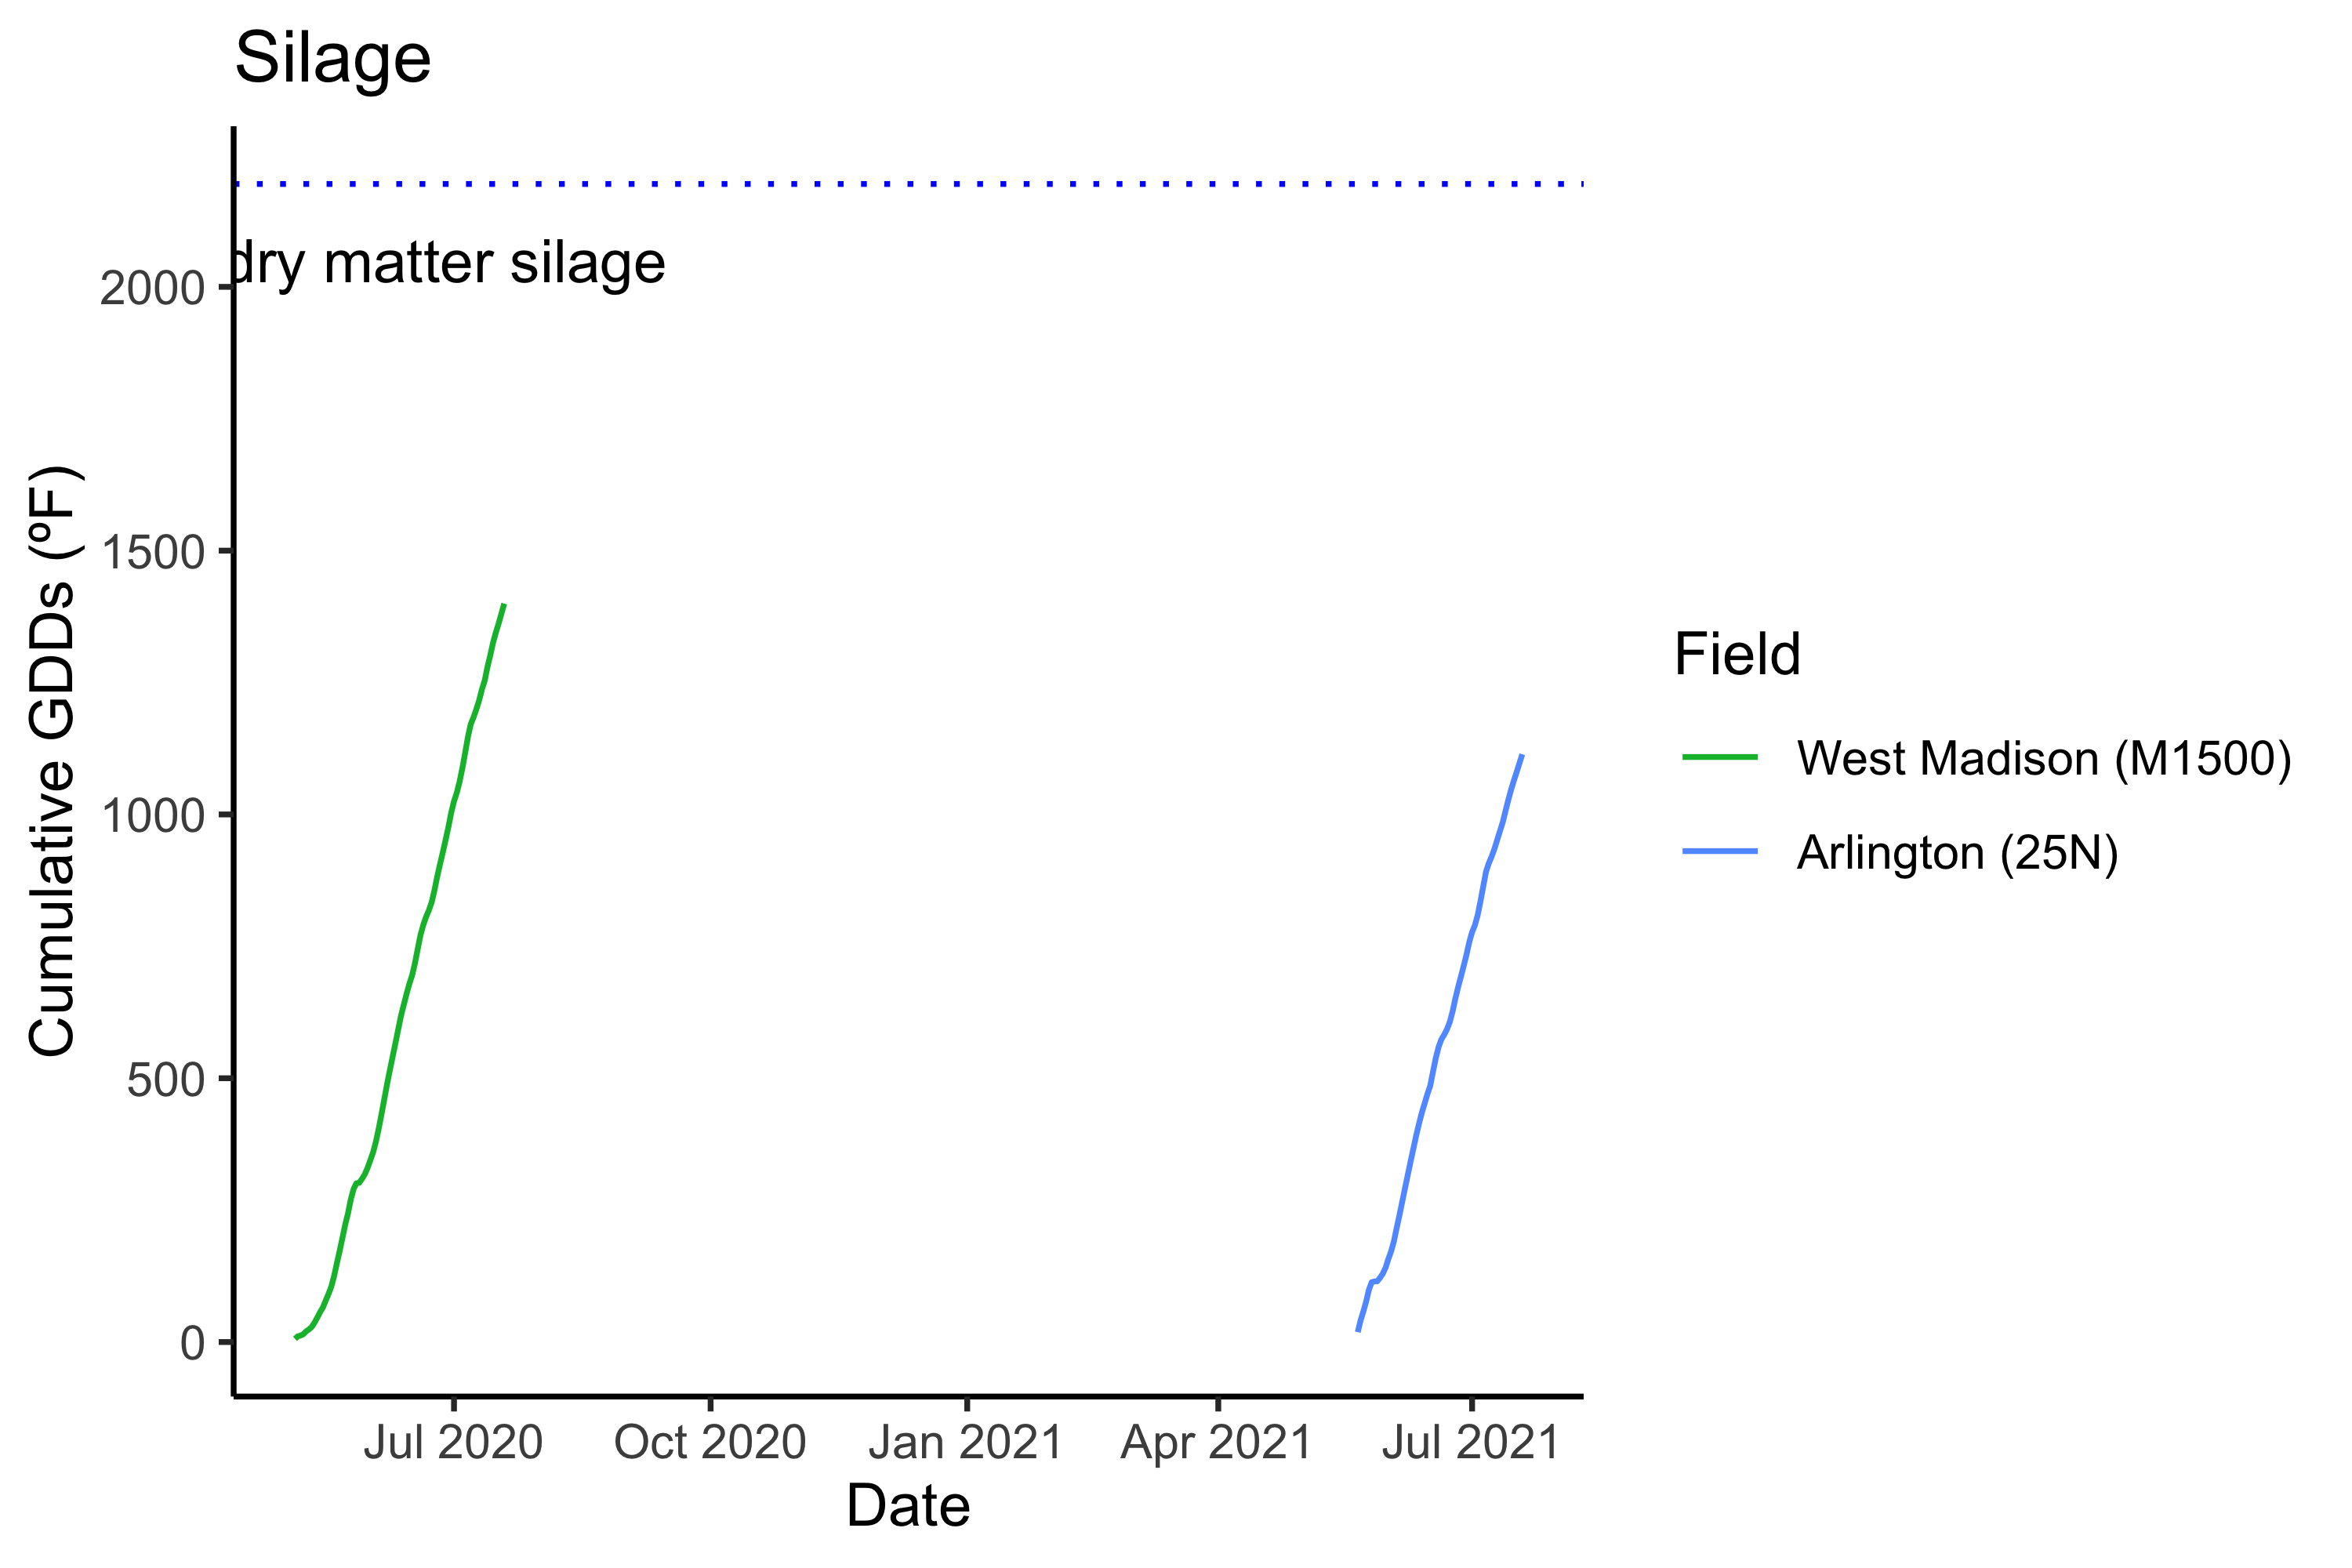 Silage
dry matter silage
2000
1500
1000
500
0
Cumulative GDDs (ºF)
Jul 2020
Oct 2020
Jan 2021
Apr 2021
Jul 2021
Date
Field
West Madison (M1500)
Arlington (25N)